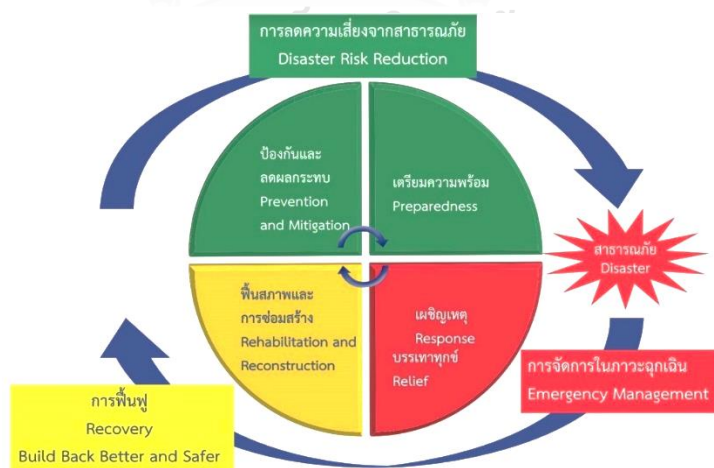 การลดความเสี่ยงจากสาธารณภัย
Disaster Risk Reduction
ป้องกันและ
ลดผลกระทบ
Prevention
and Mitigation
เตรียมความพร้อม
Preparedness
สาธารณภัย
Disaster
ฟื้นสภาพและ
การซ่อมสร้าง
Rehabilitation and
Reconstruction
เผชิญเหตุ
Response
บรรเทาทุกข์
Relief
การจัดการในภาวะฉุกเฉิน
Emergency Management
การฟื้นฟู
Recovery
Build Back Better and Safer